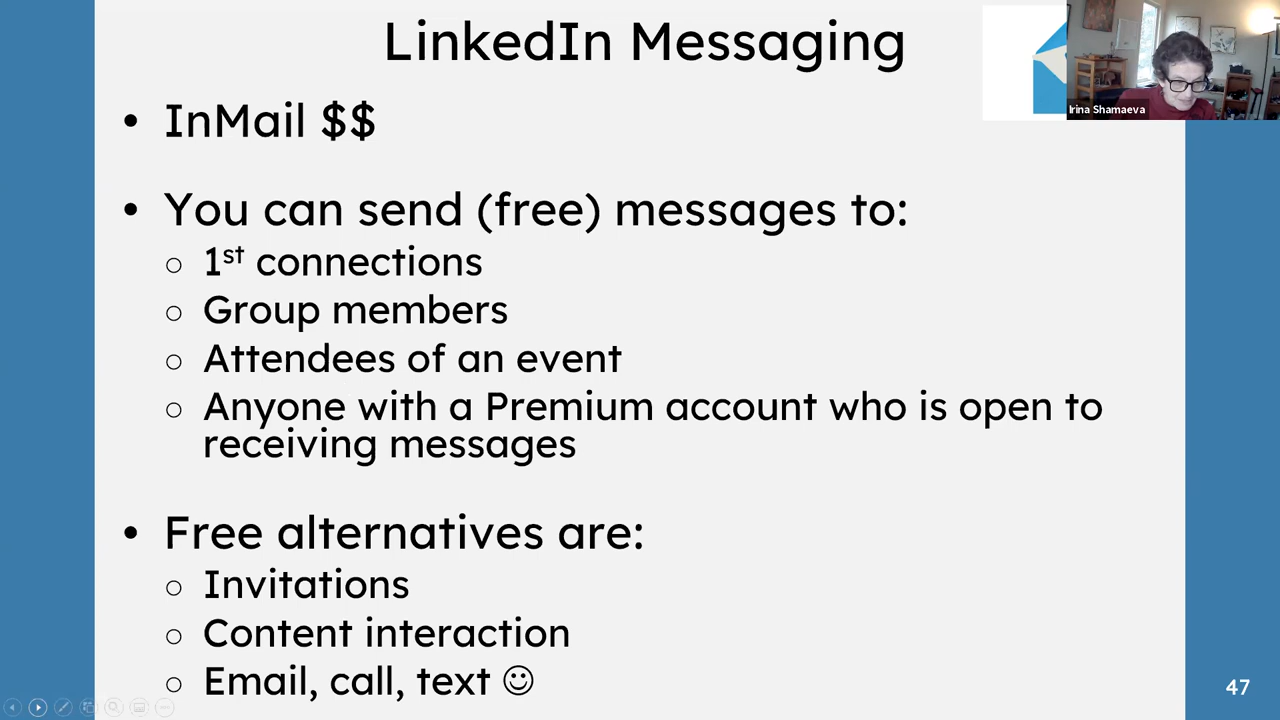 LinkedIn Messaging
Irina Shamaeva
• InMail $$
• You can send (free) messages to:
○ 1st connections
○ Group members
○ Attendees of an event
○ Anyone with a Premium account who is open to
receiving messages
• Free alternatives are:
○ Invitations
○ Content interaction
○ Email, call, text ☺
47